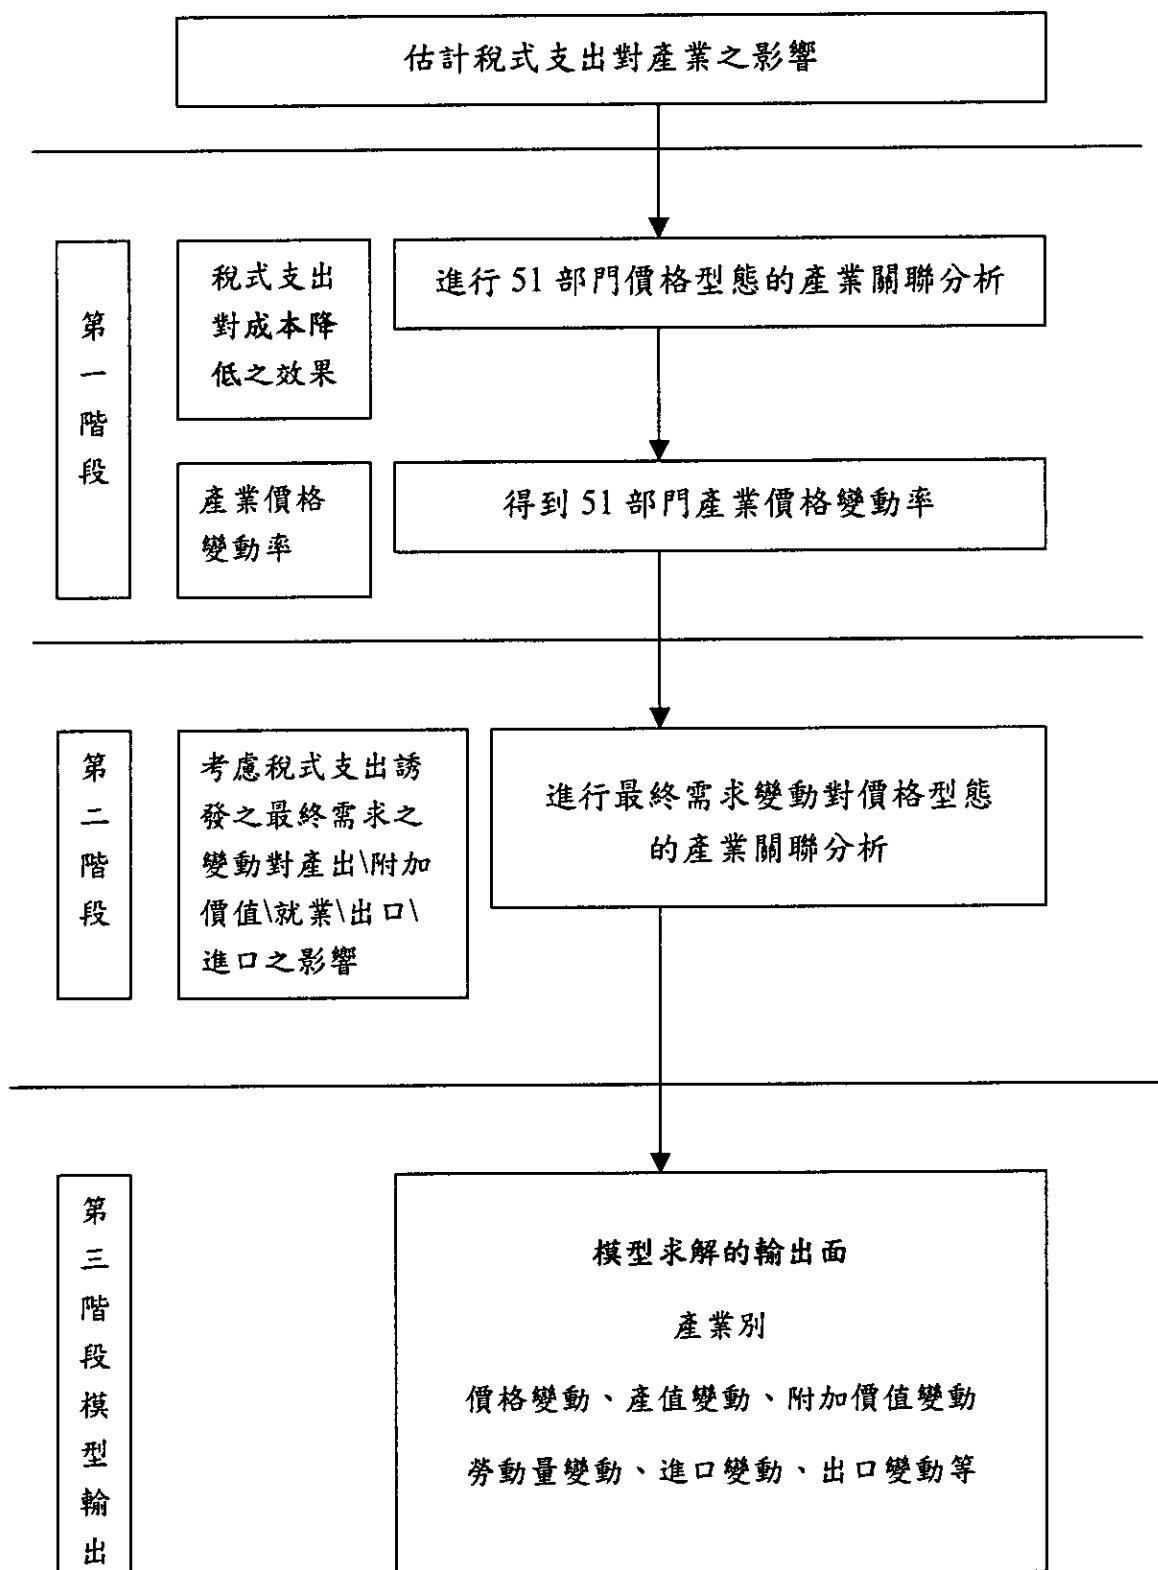 估計稅式支出對產業之影響
第一階段
稅式支出
對成本降
低之效果
進行 51 部門價格型態的產業關聯分析
產業價格
變動率
得到 51 部門產業價格變動率
第二階段
考慮稅式支出誘
發之最終需求之
變動對產出\附加
價值\就業\出口\
進口之影響
進行最終需求變動對價格型態
的產業關聯分析
第三階段模型輸出
模型求解的輸出面
產業別
價格變動、產值變動、附加價值變動
勞動量變動、進口變動、出口變動等